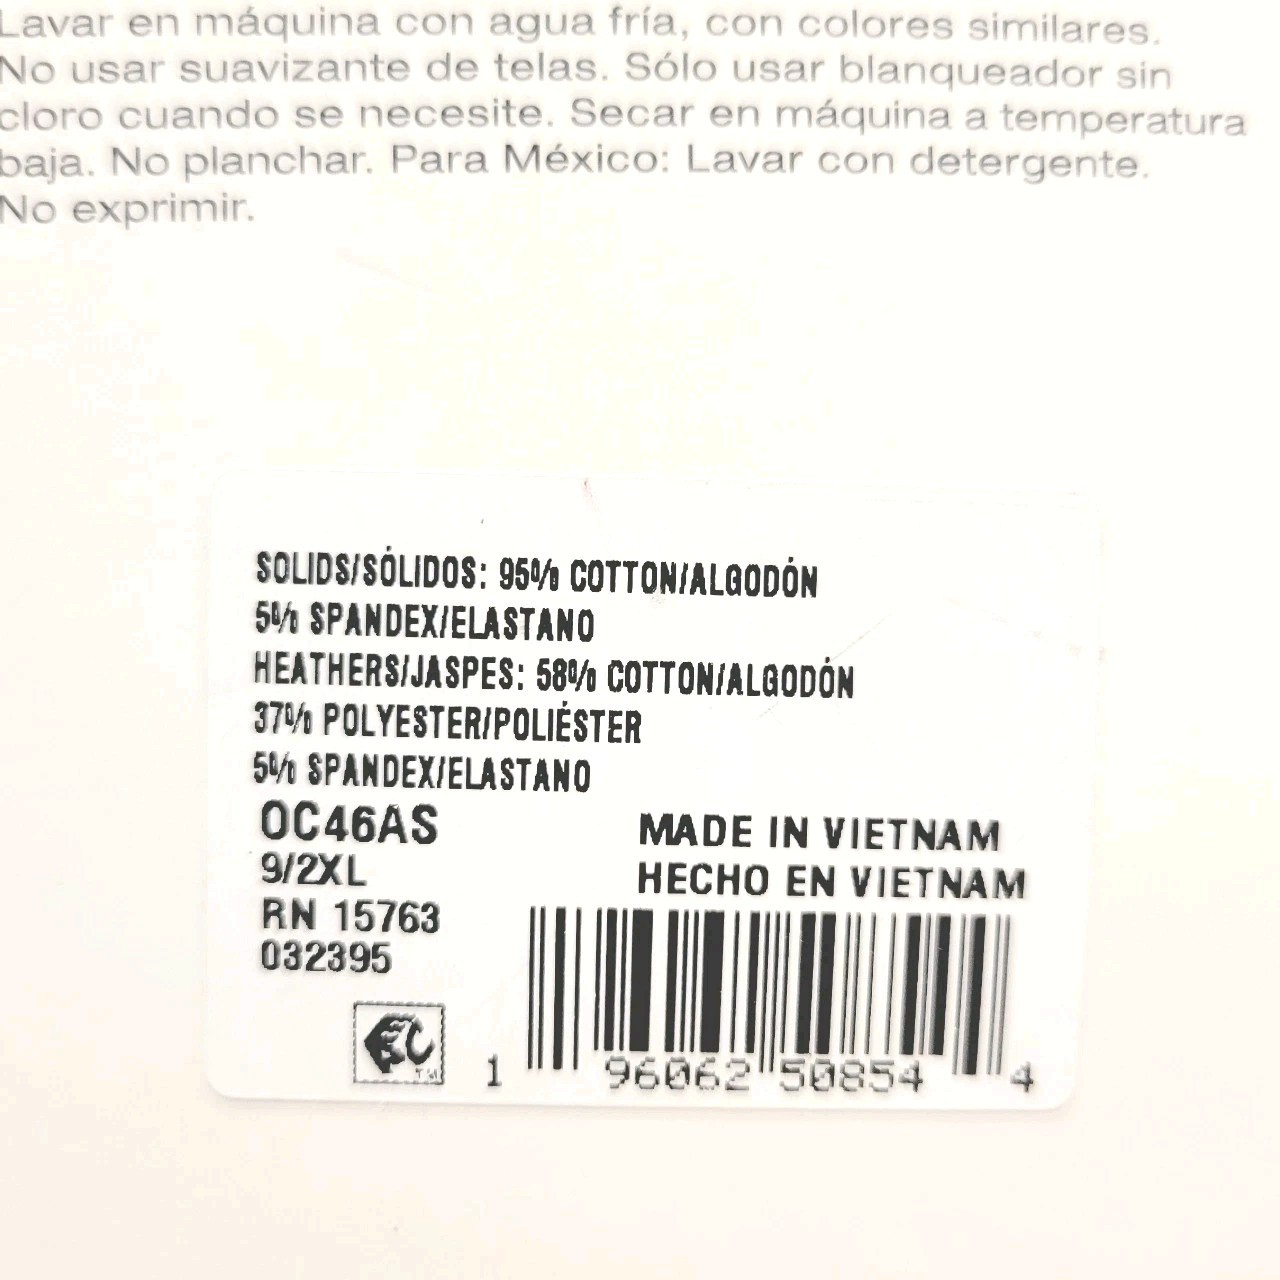 Lavar en máquina con agua fría, con colores similares.
No usar suavizante de telas. Sólo usar blanqueador sin
cloro cuando se necesite. Secar en máquina a temperatura
baja. No planchar. Para México: Lavar con detergente.
No exprimir.
SOLIDS/SÓLIDOS: 95% COTTON/ALGODÓN
5% SPANDEX/ELASTANO
HEATHERS/JASPES: 58% COTTON/ALGODÓN
37% POLYESTER/POLIÉSTER
5% SPANDEX/ELASTANO
OC46AS
9/2XL
RN 15763
032395
MADE IN VIETNAM
HECHO EN VIETNAM
EC TM
1 96062 50854 4